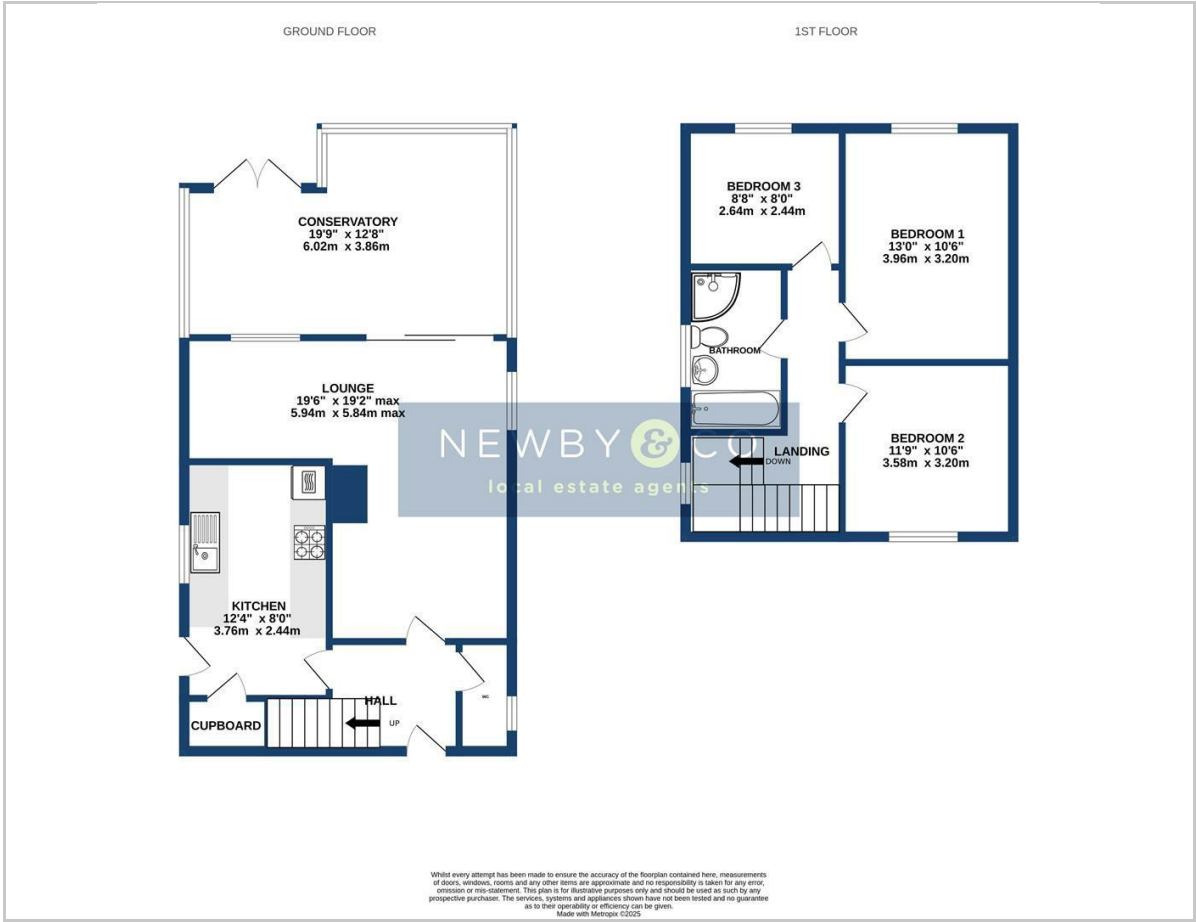 GROUND FLOOR
1ST FLOOR
CONSERVATORY
19'9" x 12'8"
6.02m x 3.86m
LOUNGE
19'6" x 19'2" max
5.94m x 5.84m max
KITCHEN
12'4" x 8'0"
3.76m x 2.44m
HALL
UP
WC
CUPBOARD
BEDROOM 3
8'8" x 8'0"
2.64m x 2.44m
BEDROOM 1
13'0" x 10'6"
3.96m x 3.20m
BATHROOM
BEDROOM 2
11'9" x 10'6"
3.58m x 3.20m
LANDING
DOWN
NEWBY & CO
local estate agents
Whilst every attempt has been made to ensure the accuracy of the floorplan contained here, measurements
of doors, windows, rooms and any other items are approximate and no responsibility is taken for any error,
omission or mis-statement. This plan is for illustrative purposes only and should be used as such by any
prospective purchaser. The services, systems and appliances shown have not been tested and no guarantee
as to their operability or efficiency can be given.
Made with Metropix ©2025